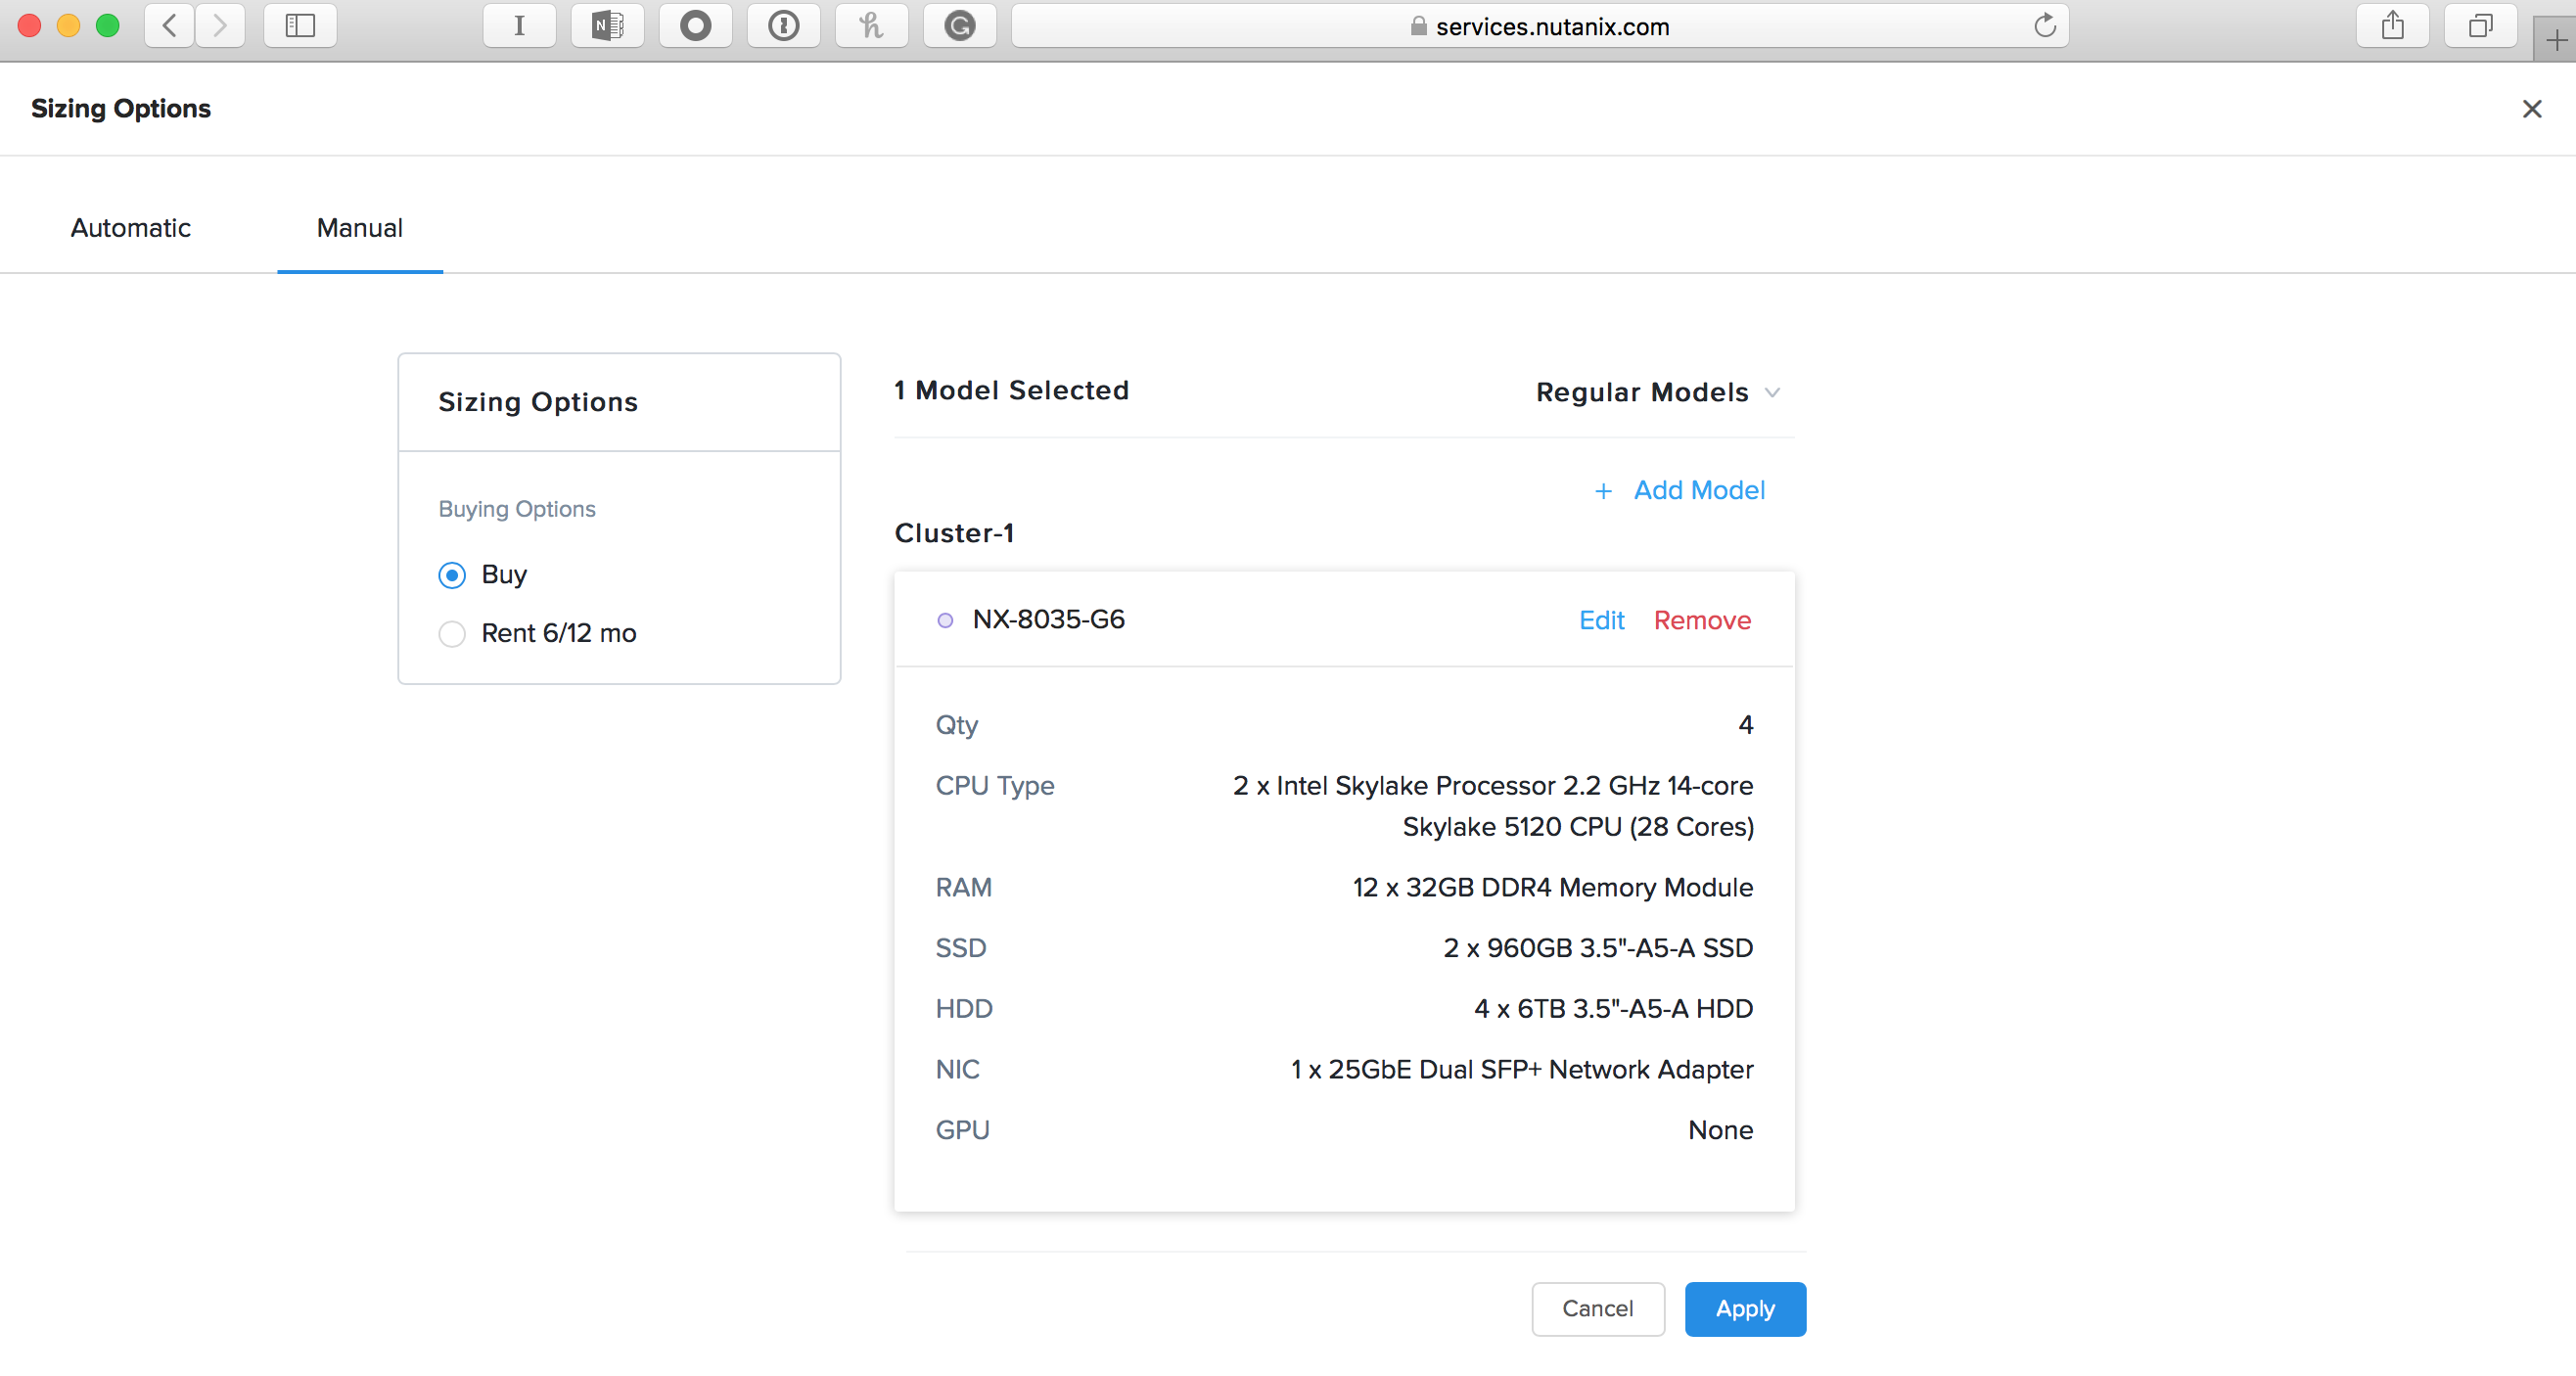 services.nutanix.com
Sizing Options
Automatic
Manual
Sizing Options
Buying Options
Buy
Rent 6/12 mo
1 Model Selected
Regular Models
+ Add Model
Cluster-1
NX-8035-G6
Edit
Remove
Qty
4
CPU Type
2 x Intel Skylake Processor 2.2 GHz 14-core
Skylake 5120 CPU (28 Cores)
RAM
12 x 32GB DDR4 Memory Module
SSD
2 x 960GB 3.5"-A5-A SSD
HDD
4 x 6TB 3.5"-A5-A HDD
NIC
1 x 25GbE Dual SFP+ Network Adapter
GPU
None
Cancel
Apply